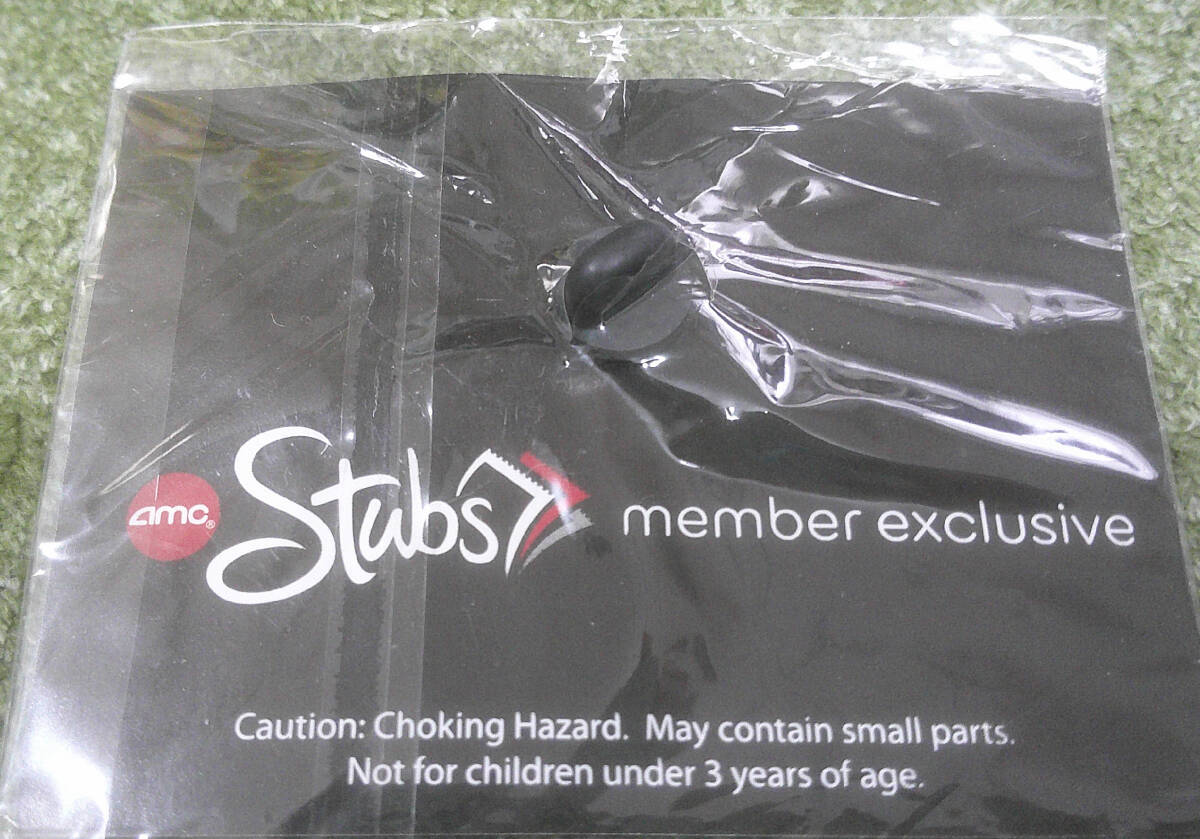 amc® Stubs member exclusive
Caution: Choking Hazard. May contain small parts.
Not for children under 3 years of age.